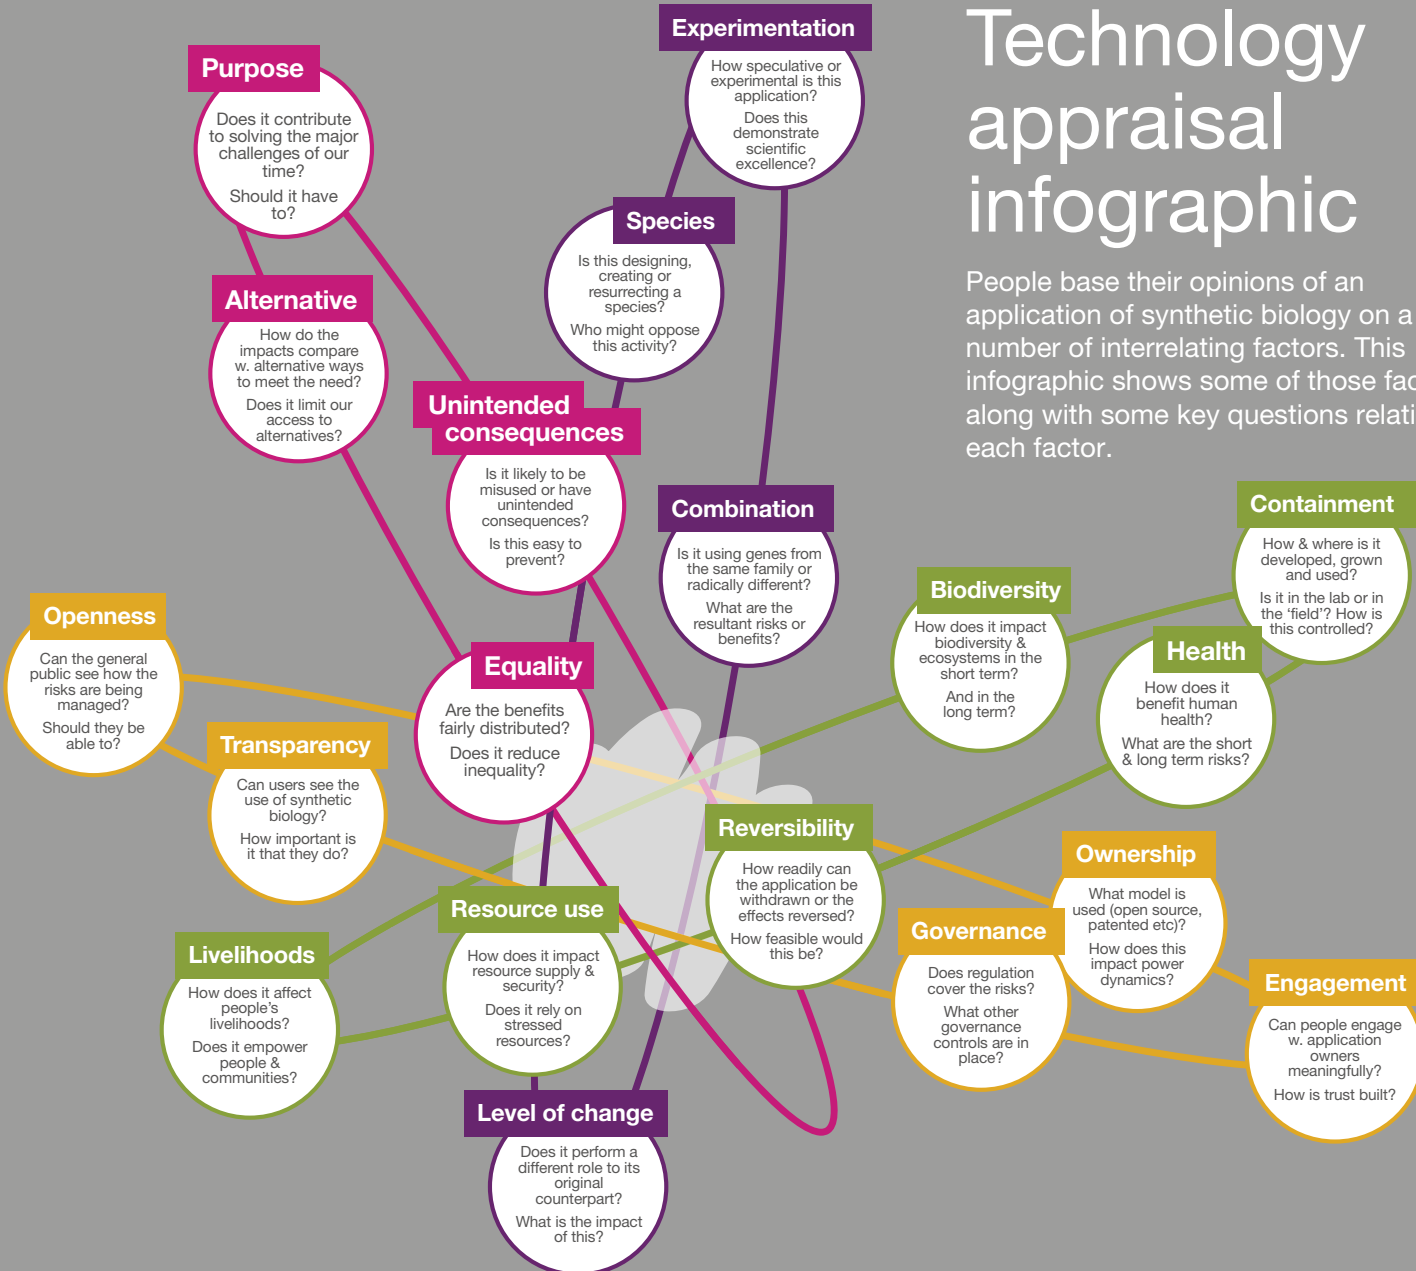 Technology
appraisal
infographic
People base their opinions of an
application of synthetic biology on a
number of interrelating factors. This
infographic shows some of those
along with some key questions
each factor.
Experimentation
How speculative or
experimental is this
application?
Does this
demonstrate
scientific
excellence?
Purpose
Does it contribute
to solving the major
challenges of our
time?
Should it have
to?
Species
Is this designing,
creating or
resurrecting a
species?
Who might oppose
this activity?
Alternative
How do the
impacts compare
w. alternative ways
to meet the need?
Does it limit our
access to
alternatives?
Unintended
consequences
Is it likely to be
misused or have
unintended
consequences?
Is this easy to
prevent?
Combination
Is it using genes from
the same family or
radically different?
What are the
resultant risks or
benefits?
Containment
How & where is it
developed, grown
and used?
Is it in the lab or in
the ‘field’? How is
this controlled?
Biodiversity
How does it impact
biodiversity &
ecosystems in the
short term?
And in the
long term?
Health
How does it
benefit human
health?
What are the short
& long term risks?
Openness
Can the general
public see how the
risks are being
managed?
Should they be
able to?
Equality
Are the benefits
fairly distributed?
Does it reduce
inequality?
Transparency
Can users see the
use of synthetic
biology?
How important is
it that they do?
Reversibility
How readily can
the application be
withdrawn or the
effects reversed?
How feasible would
this be?
Ownership
What model is
used (open source,
patented etc)?
How does this
impact power
dynamics?
Resource use
How does it impact
resource supply &
security?
Does it rely on
stressed
resources?
Governance
Does regulation
cover the risks?
What other
governance
controls are in
place?
Livelihoods
How does it affect
people’s
livelihoods?
Does it empower
people &
communities?
Engagement
Can people engage
w. application
owners
meaningfully?
How is trust built?
Level of change
Does it perform a
different role to its
original
counterpart?
What is the impact
of this?